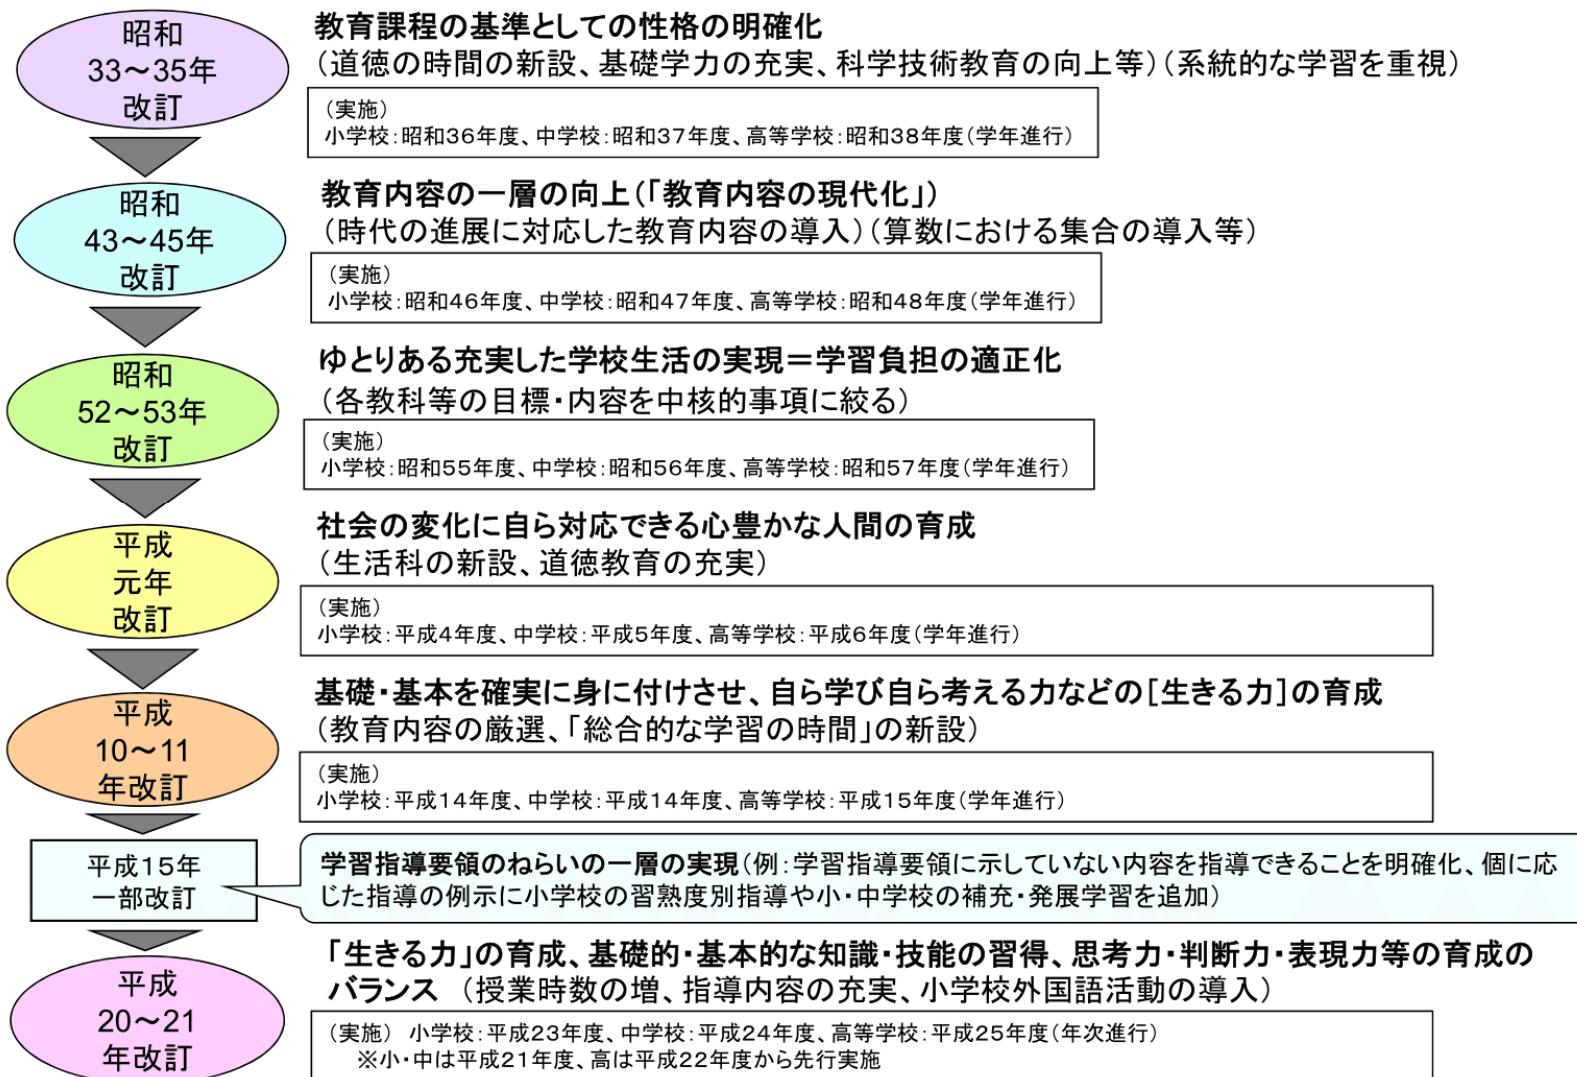 昭和
33～35年
改訂
教育課程の基準としての性格の明確化
（道徳の時間の新設、基礎学力の充実、科学技術教育の向上等）（系統的な学習を重視）
（実施）
小学校：昭和36年度、中学校：昭和37年度、高等学校：昭和38年度（学年進行）
昭和
43～45年
改訂
教育内容の一層の向上（「教育内容の現代化」）
（時代の進展に対応した教育内容の導入）（算数における集合の導入等）
（実施）
小学校：昭和46年度、中学校：昭和47年度、高等学校：昭和48年度（学年進行）
昭和
52～53年
改訂
ゆとりある充実した学校生活の実現＝学習負担の適正化
（各教科等の目標・内容を中核的事項に絞る）
（実施）
小学校：昭和55年度、中学校：昭和56年度、高等学校：昭和57年度（学年進行）
平成
元年
改訂
社会の変化に自ら対応できる心豊かな人間の育成
（生活科の新設、道徳教育の充実）
（実施）
小学校：平成4年度、中学校：平成5年度、高等学校：平成6年度（学年進行）
平成
10～11
年改訂
基礎・基本を確実に身に付けさせ、自ら学び自ら考える力などの［生きる力］の育成
（教育内容の厳選、「総合的な学習の時間」の新設）
（実施）
小学校：平成14年度、中学校：平成14年度、高等学校：平成15年度（学年進行）
平成15年
一部改訂
学習指導要領のねらいの一層の実現（例：学習指導要領に示していない内容を指導できることを明確化、個に応
じた指導の例示に小学校の習熟度別指導や小・中学校の補充・発展学習を追加）
平成
20～21
年改訂
「生きる力」の育成、基礎的・基本的な知識・技能の習得、思考力・判断力・表現力等の育成の
バランス （授業時数の増、指導内容の充実、小学校外国語活動の導入）
（実施） 小学校：平成23年度、中学校：平成24年度、高等学校：平成25年度（年次進行）
※小・中は平成21年度、高は平成22年度から先行実施